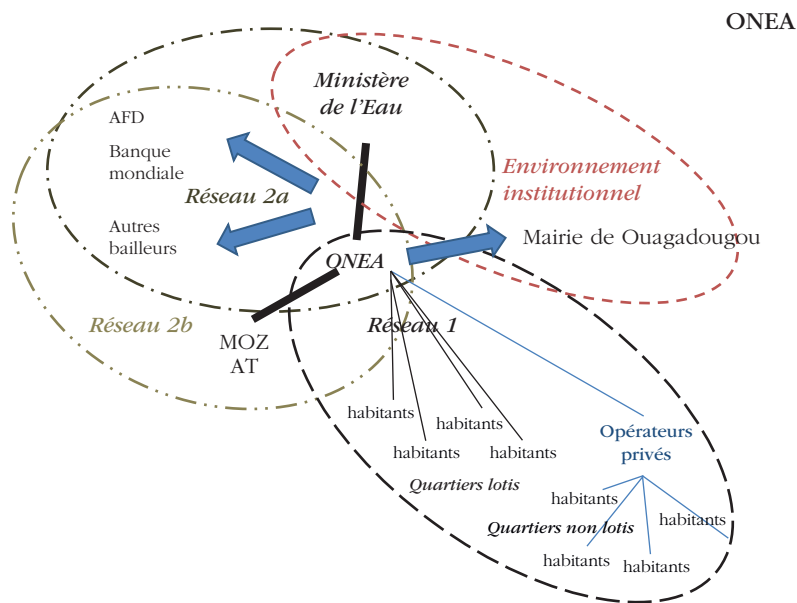 ONEA
Ministère
de l'Eau
AFD
Banque
mondiale
Environnement
institutionnel
Réseau 2a
Autres
bailleurs
Mairie de Ouagadougou
ONEA
Réseau 2b
Réseau 1
MOZ
AT
habitants
habitants
habitants
habitants
Opérateurs
privés
Quartiers lotis
habitants
habitants
Quartiers non lotis
habitants
habitants